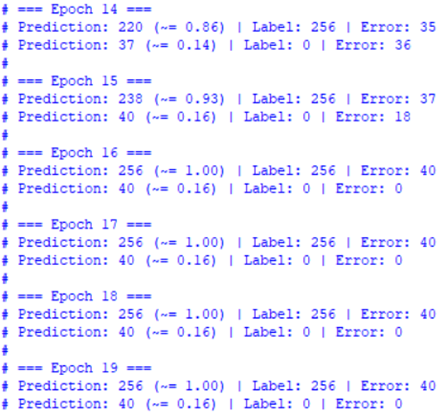 # === Epoch 14 ===
# Prediction: 220 (~= 0.86) | Label: 256 | Error: 35
# Prediction: 37 (~= 0.14) | Label: 0 | Error: 36
#
# === Epoch 15 ===
# Prediction: 238 (~= 0.93) | Label: 256 | Error: 37
# Prediction: 40 (~= 0.16) | Label: 0 | Error: 18
#
# === Epoch 16 ===
# Prediction: 256 (~= 1.00) | Label: 256 | Error: 40
# Prediction: 40 (~= 0.16) | Label: 0 | Error: 0
#
# === Epoch 17 ===
# Prediction: 256 (~= 1.00) | Label: 256 | Error: 40
# Prediction: 40 (~= 0.16) | Label: 0 | Error: 0
#
# === Epoch 18 ===
# Prediction: 256 (~= 1.00) | Label: 256 | Error: 40
# Prediction: 40 (~= 0.16) | Label: 0 | Error: 0
#
# === Epoch 19 ===
# Prediction: 256 (~= 1.00) | Label: 256 | Error: 40
# Prediction: 40 (~= 0.16) | Label: 0 | Error: 0